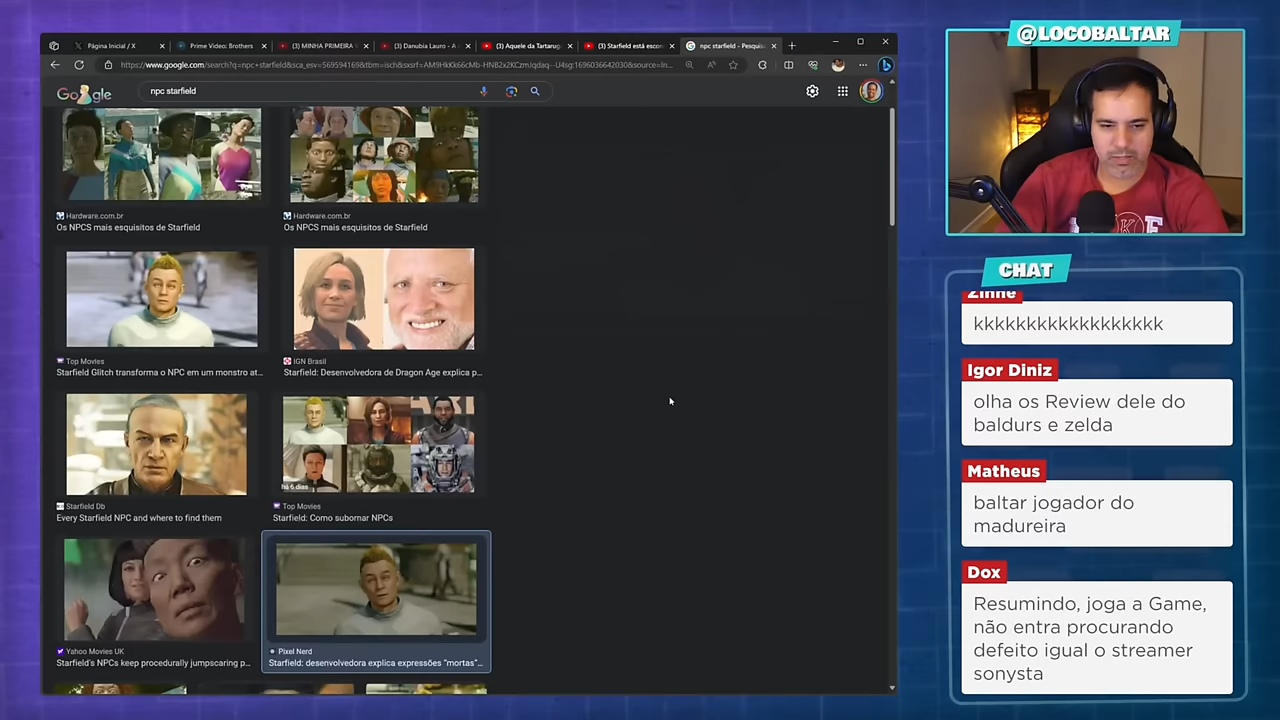 Página Inicial / X
Prime Video: Brothers
(3) MINHA PRIMEIRA
(3) Danubia Lauro - A
(3) Aquele da Tartarug
(3) Starfield está escon
npc starfield - Pesquis
@LOCOBALTAR
Google
npc starfield
Hardware.com.br
Os NPCS mais esquisitos de Starfield
Hardware.com.br
Os NPCS mais esquisitos de Starfield
Top Movies
Starfield Glitch transforma o NPC em um monstro at...
IGN Brasil
Starfield: Desenvolvedora de Dragon Age explica p...
há 6 dias
Starfield Db
Every Starfield NPC and where to find them
Top Movies
Starfield: Como subornar NPCs
Yahoo Movies UK
Starfield's NPCs keep procedurally jumpscaring p...
Pixel Nerd
Starfield: desenvolvedora explica expressões “mortas”...
CHAT
Zinne
kkkkkkkkkkkkkkkkkk
Igor Diniz
olha os Review dele do
baldurs e zelda
Matheus
baltar jogador do
madureira
Dox
Resumindo, joga a Game,
não entra procurando
defeito igual o streamer
sonysta